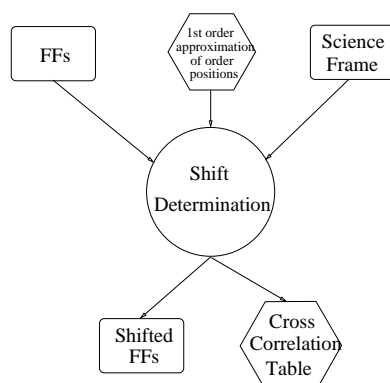 FFs
1st order
approximation
of order
positions
Science
Frame
Shift
Determination
Shifted
FFs
Cross
Correlation
Table